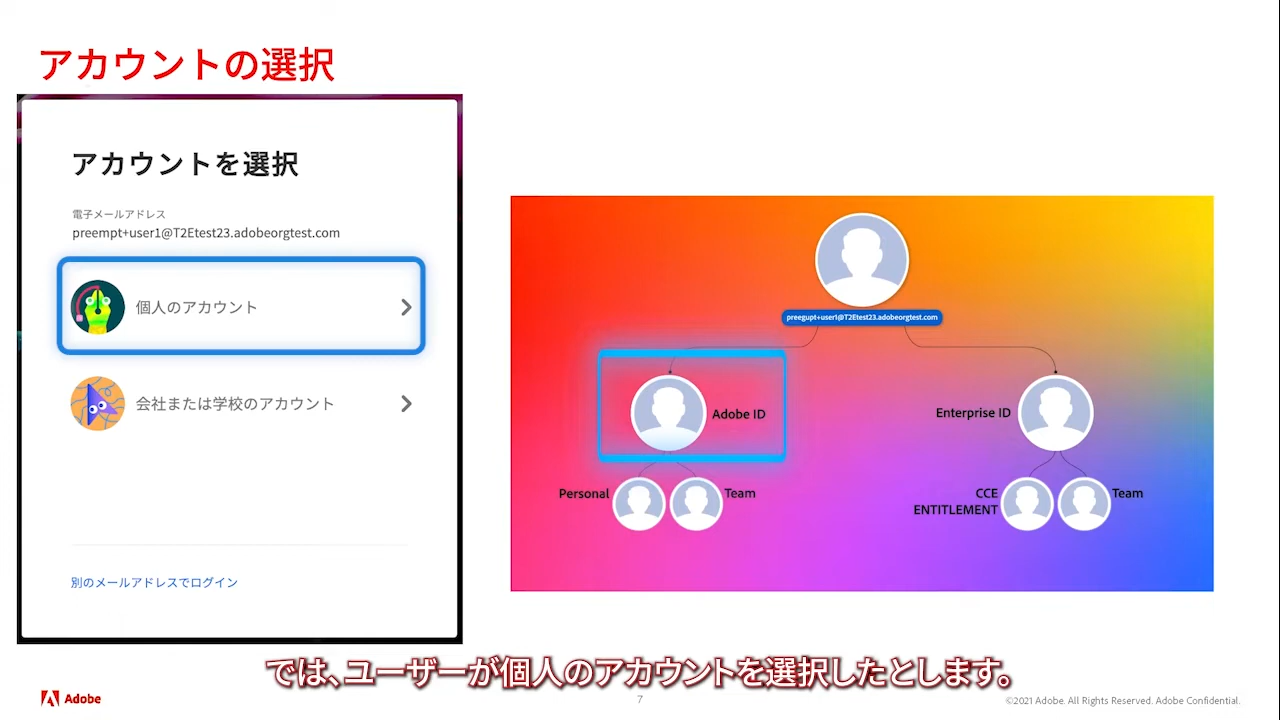 アカウントの選択
アカウントを選択
電子メールアドレス
preempt+user1@T2Etest23.adobeorgtest.com
個人のアカウント
会社または学校のアカウント
別のメールアドレスでログイン
preegupt+user1@T2Etest23.adobeorgtest.com
Adobe ID
Enterprise ID
Personal
Team
CCE
ENTITLEMENT
Team
では、ユーザーが個人のアカウントを選択したとします。
Adobe
7
©2021 Adobe. All Rights Reserved. Adobe Confidential.